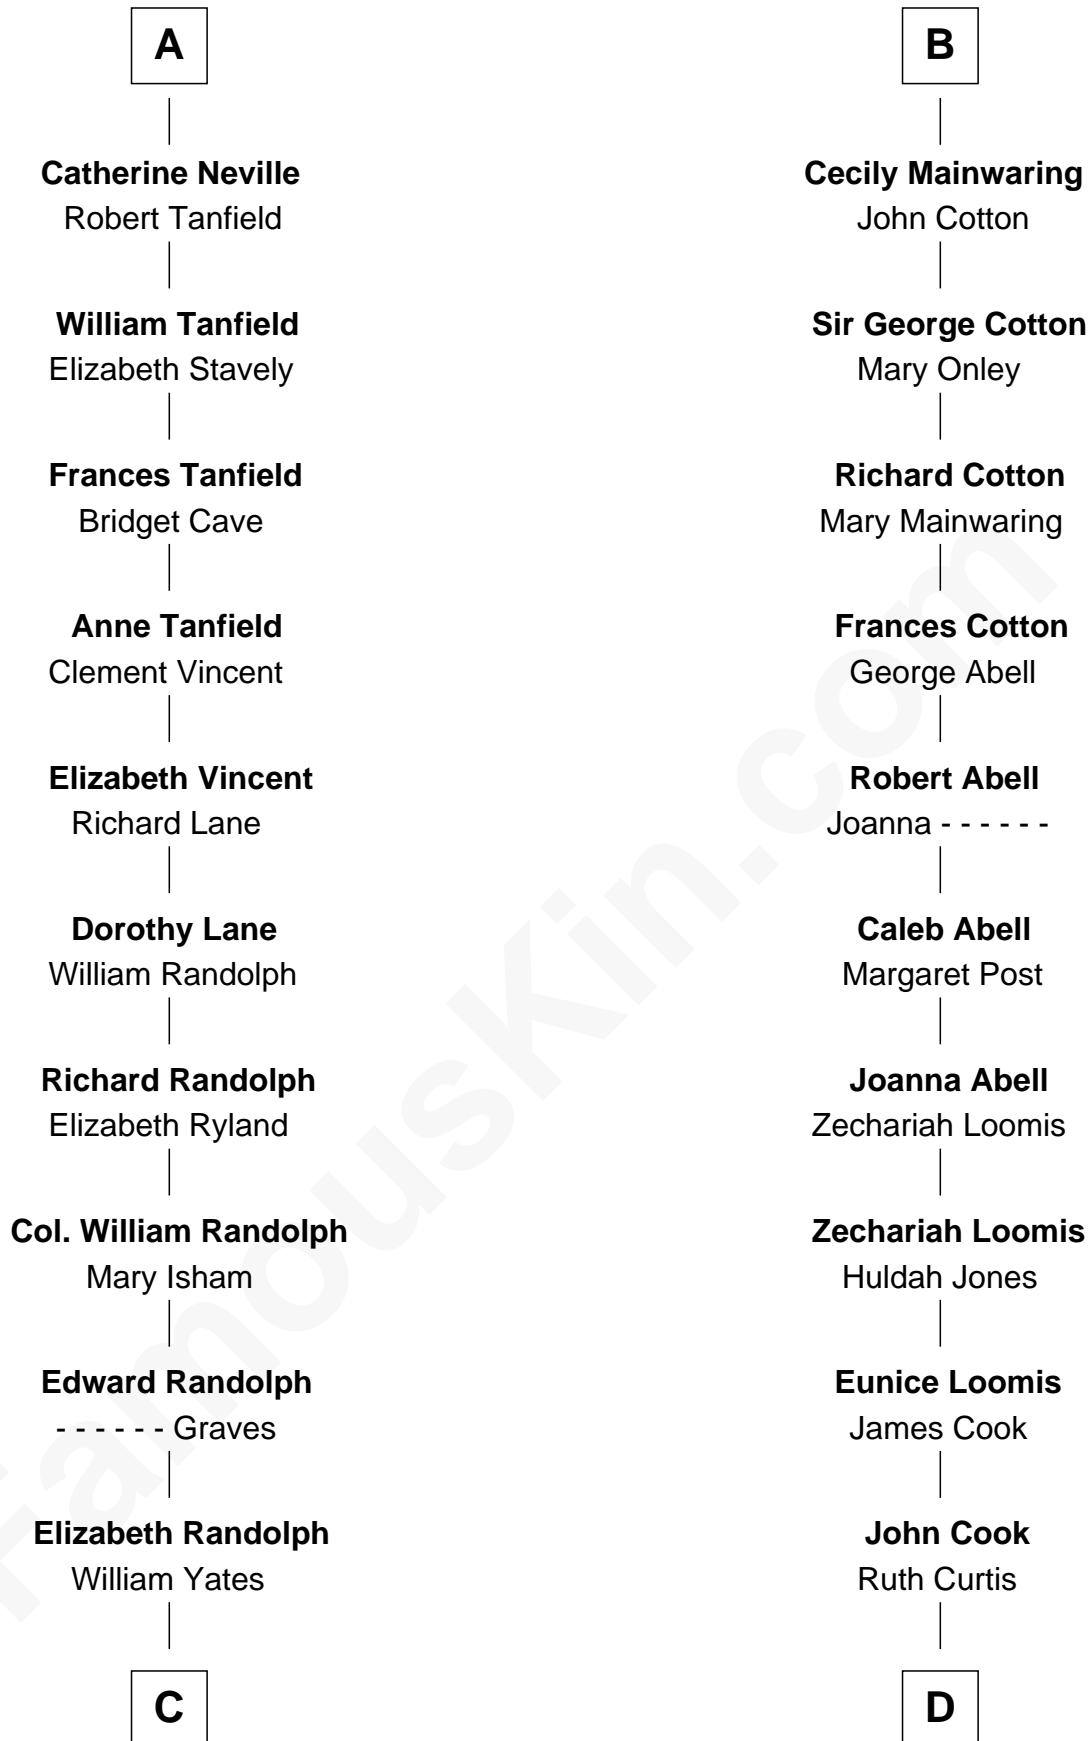 A
Catherine Neville
Robert Tanfield
William Tanfield
Elizabeth Stavely
Frances Tanfield
Bridget Cave
Anne Tanfield
Clement Vincent
Elizabeth Vincent
Richard Lane
Dorothy Lane
William Randolph
Richard Randolph
Elizabeth Ryland
Col. William Randolph
Mary Isham
Edward Randolph
- - - - - - Graves
Elizabeth Randolph
William Yates
C
B
Cecily Mainwaring
John Cotton
Sir George Cotton
Mary Onley
Richard Cotton
Mary Mainwaring
Frances Cotton
George Abell
Robert Abell
Joanna - - - - - -
Caleb Abell
Margaret Post
Joanna Abell
Zechariah Loomis
Zechariah Loomis
Huldah Jones
Eunice Loomis
James Cook
John Cook
Ruth Curtis
D
FamousKin.com